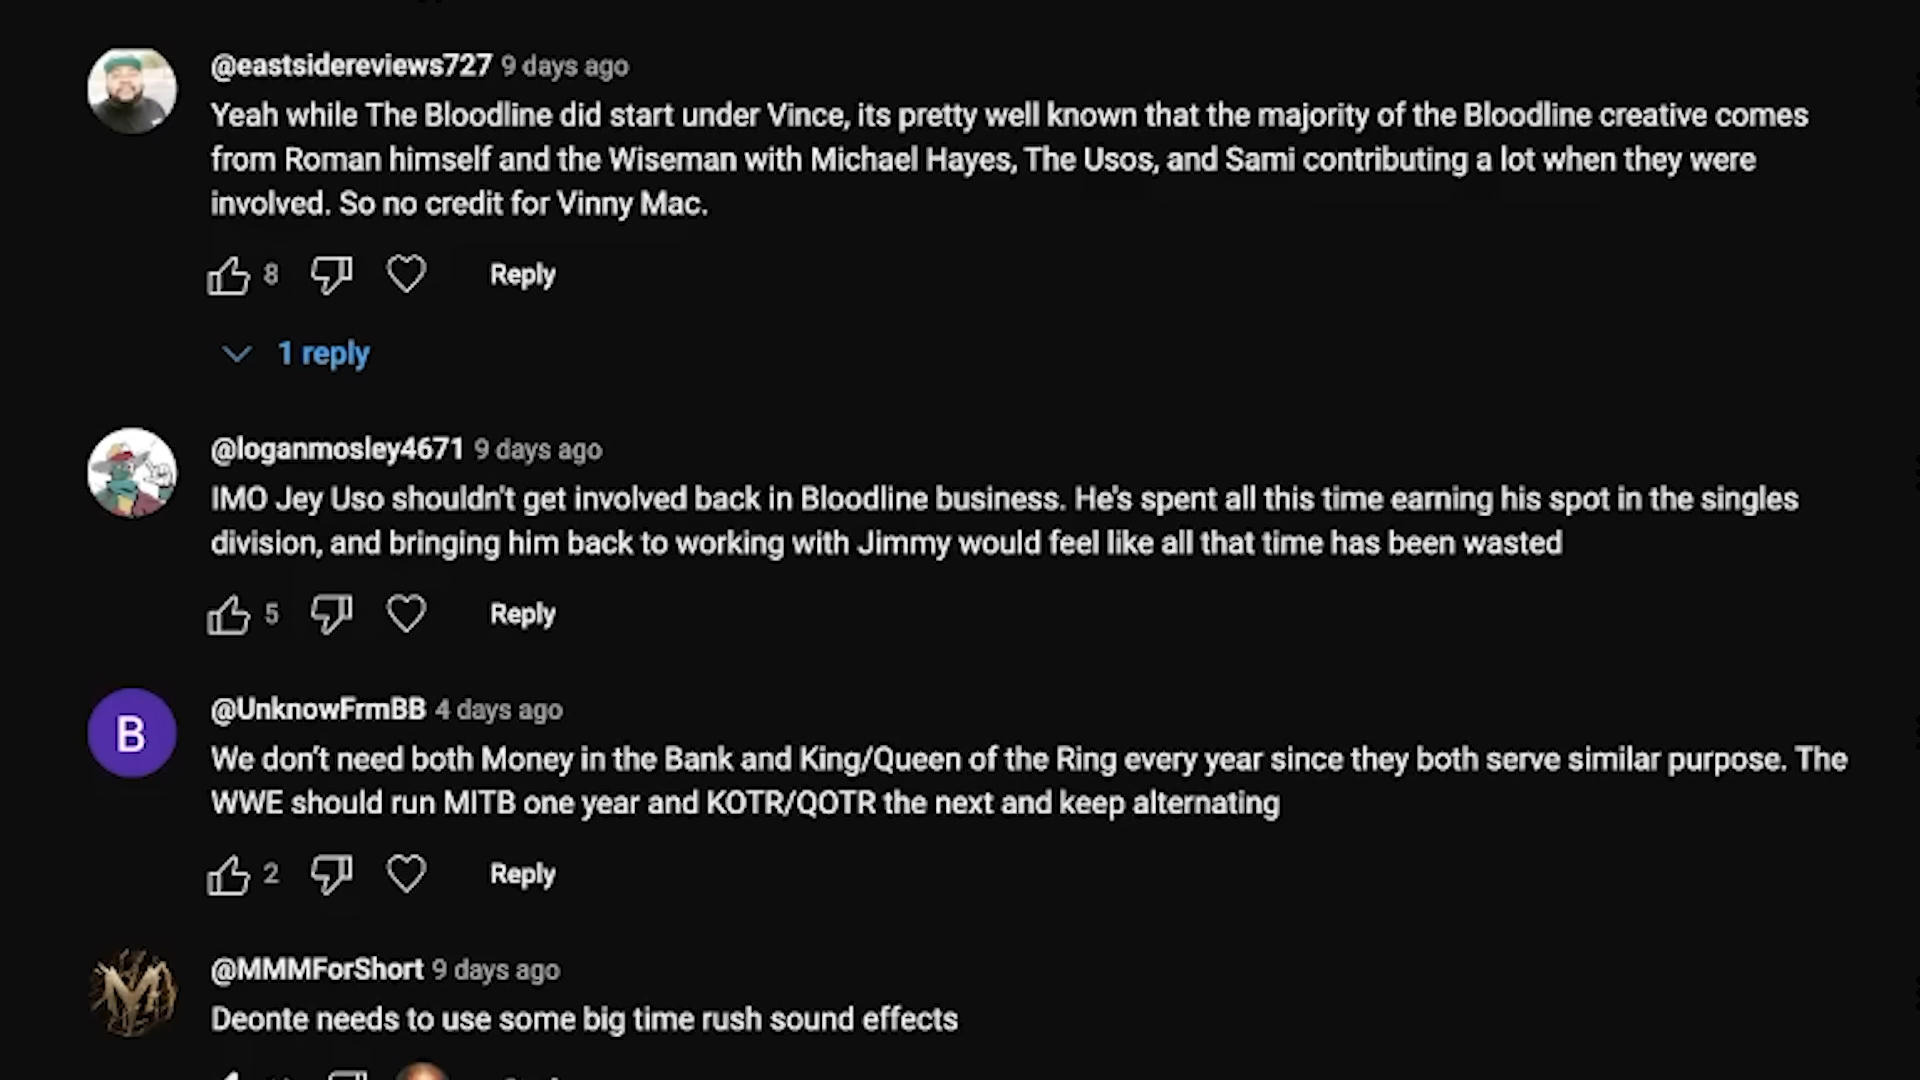 @eastsidereviews727 9 days ago
Yeah while The Bloodline did start under Vince, its pretty well known that the majority of the Bloodline creative comes
from Roman himself and the Wiseman with Michael Hayes, The Usos, and Sami contributing a lot when they were
involved. So no credit for Vinny Mac.
8 Reply
1 reply
@loganmosley4671 9 days ago
IMO Jey Uso shouldn't get involved back in Bloodline business. He's spent all this time earning his spot in the singles
division, and bringing him back to working with Jimmy would feel like all that time has been wasted
5 Reply
B
@UnknowFrmBB 4 days ago
We don’t need both Money in the Bank and King/Queen of the Ring every year since they both serve similar purpose. The
WWE should run MITB one year and KOTR/QOTR the next and keep alternating
2 Reply
M
@MMMForShort 9 days ago
Deonte needs to use some big time rush sound effects